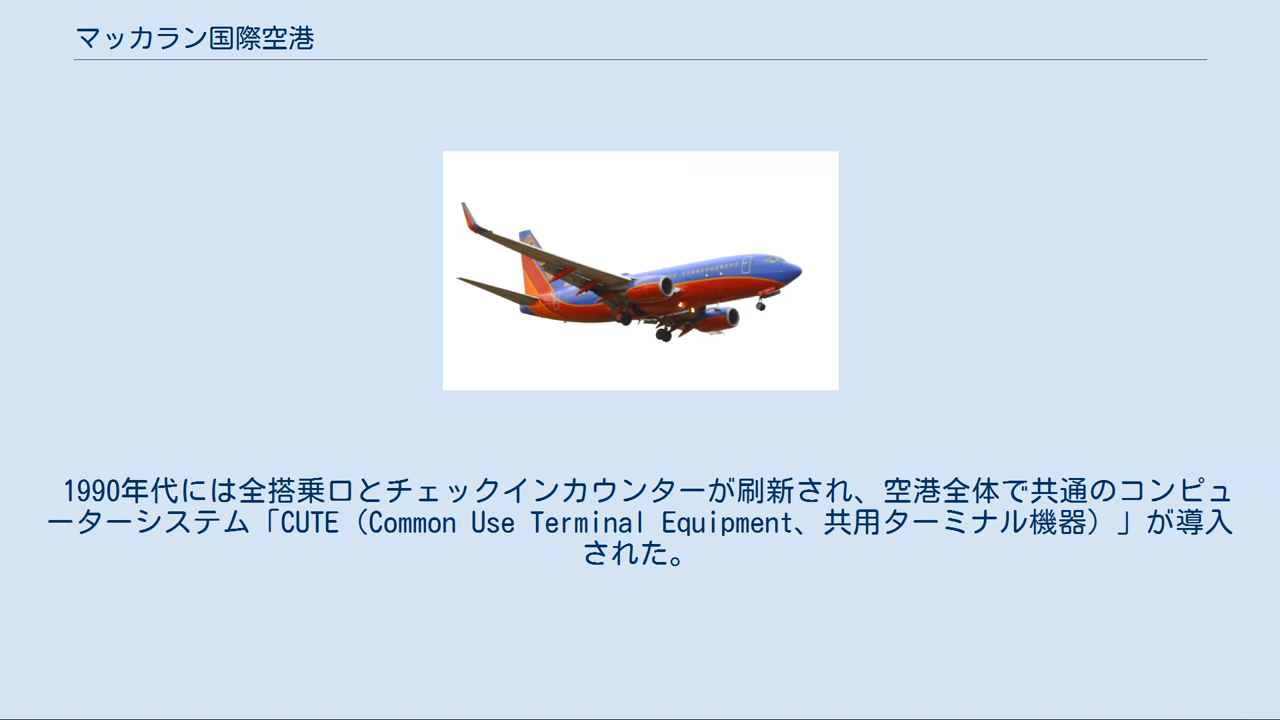 マッカラン国際空港
1990年代には全搭乗口とチェックインカウンターが刷新され、空港全体で共通のコンピュ
ーターシステム「CUTE（Common Use Terminal Equipment、共用ターミナル機器）」が導入
された。